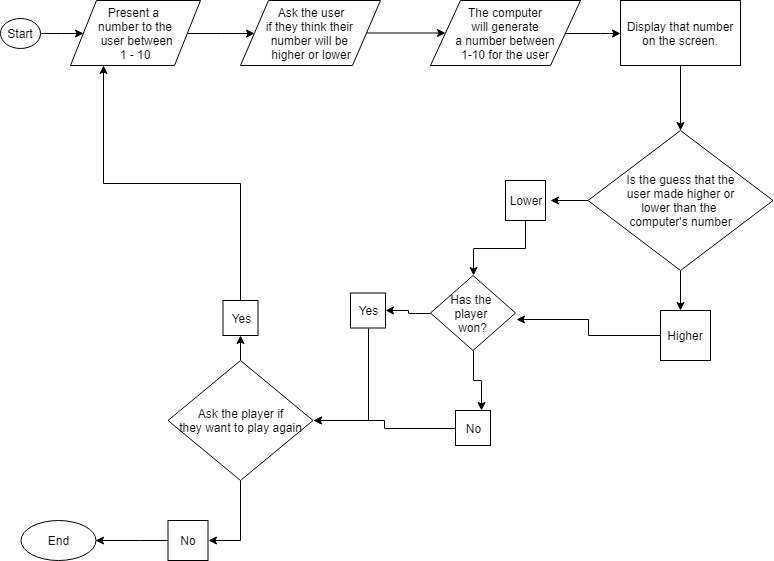 Start
Present a
number to the
user between
1 - 10
Ask the user
if they think their
number will be
higher or lower
The computer
will generate
a number between
1-10 for the user
Display that number
on the screen.
Is the guess that the
user made higher or
lower than the
computer's number
Lower
Higher
Has the
player
won?
Yes
No
Ask the player if
they want to play again
Yes
No
End